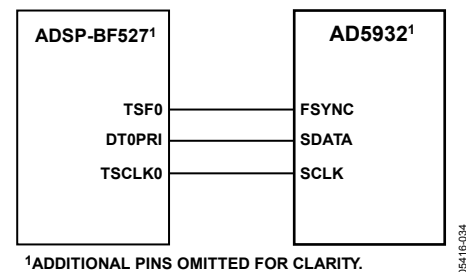 ADSP-BF527¹
AD5932¹
TSF0
FSYNC
DT0PRI
SDATA
TSCLK0
SCLK
¹ADDITIONAL PINS OMITTED FOR CLARITY.
05416-034